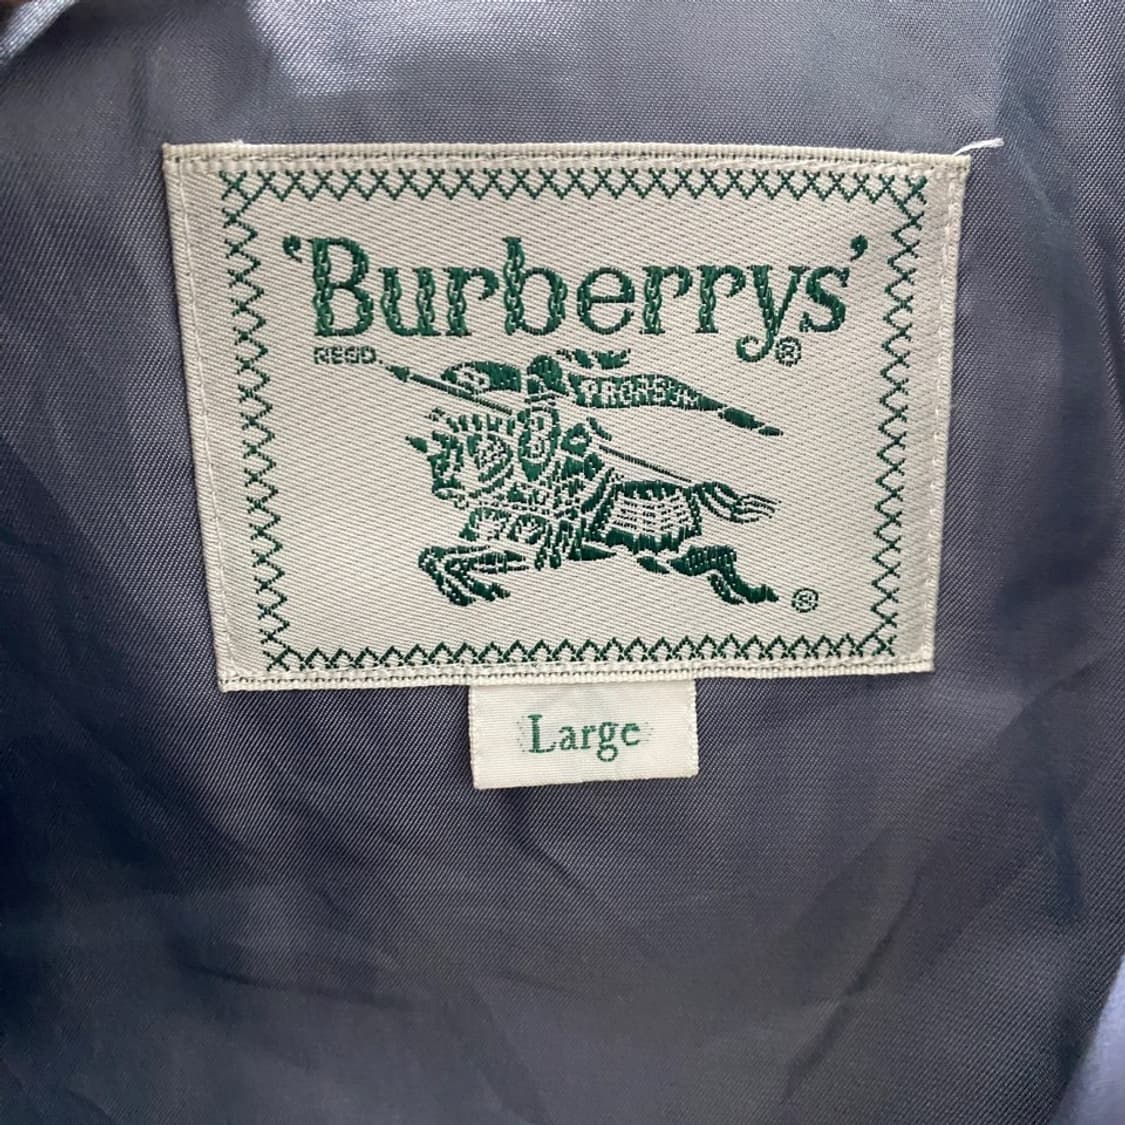 ‘Burberrys’®
REGD.
PRORSUM
®
Large